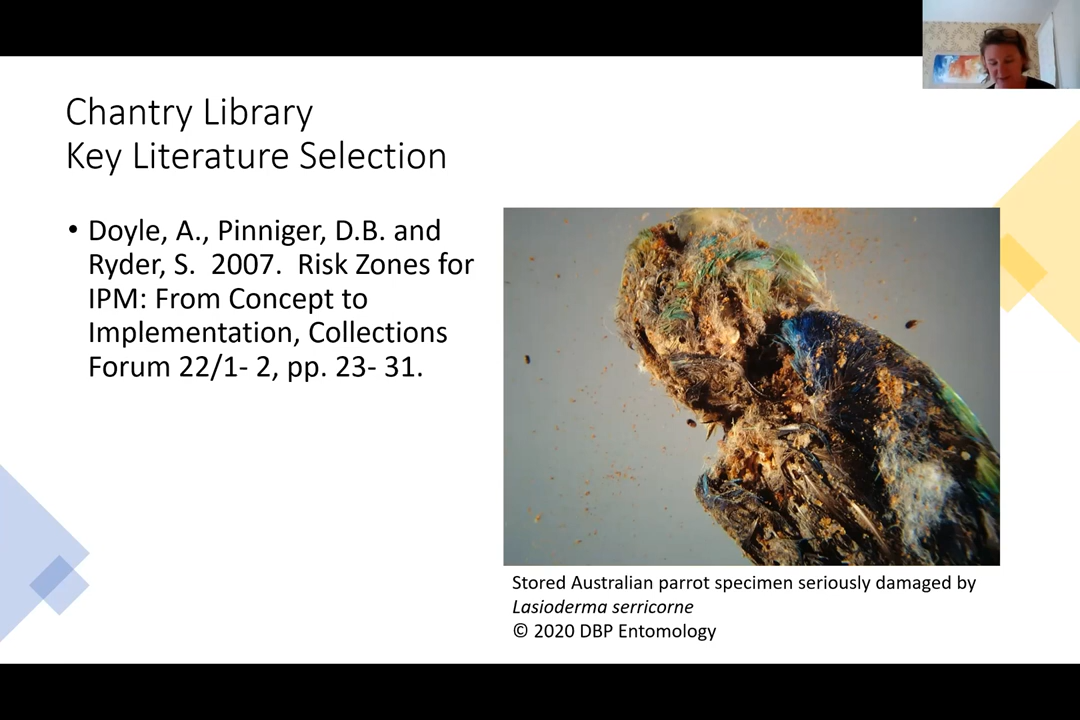 Chantry Library
Key Literature Selection
• Doyle, A., Pinniger, D.B. and
Ryder, S.  2007.  Risk Zones for
IPM: From Concept to
Implementation, Collections
Forum 22/1- 2, pp. 23- 31.
Stored Australian parrot specimen seriously damaged by
Lasioderma serricorne
© 2020 DBP Entomology